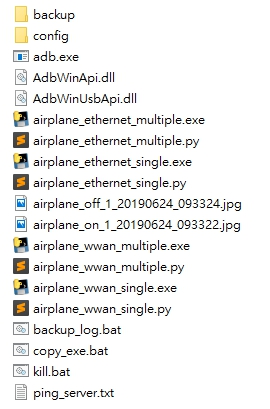 backup
config
adb.exe
AdbWinApi.dll
AdbWinUsbApi.dll
airplane_ethernet_multiple.exe
airplane_ethernet_multiple.py
airplane_ethernet_single.exe
airplane_ethernet_single.py
airplane_off_1_20190624_093324.jpg
airplane_on_1_20190624_093322.jpg
airplane_wwan_multiple.exe
airplane_wwan_multiple.py
airplane_wwan_single.exe
airplane_wwan_single.py
backup_log.bat
copy_exe.bat
kill.bat
ping_server.txt